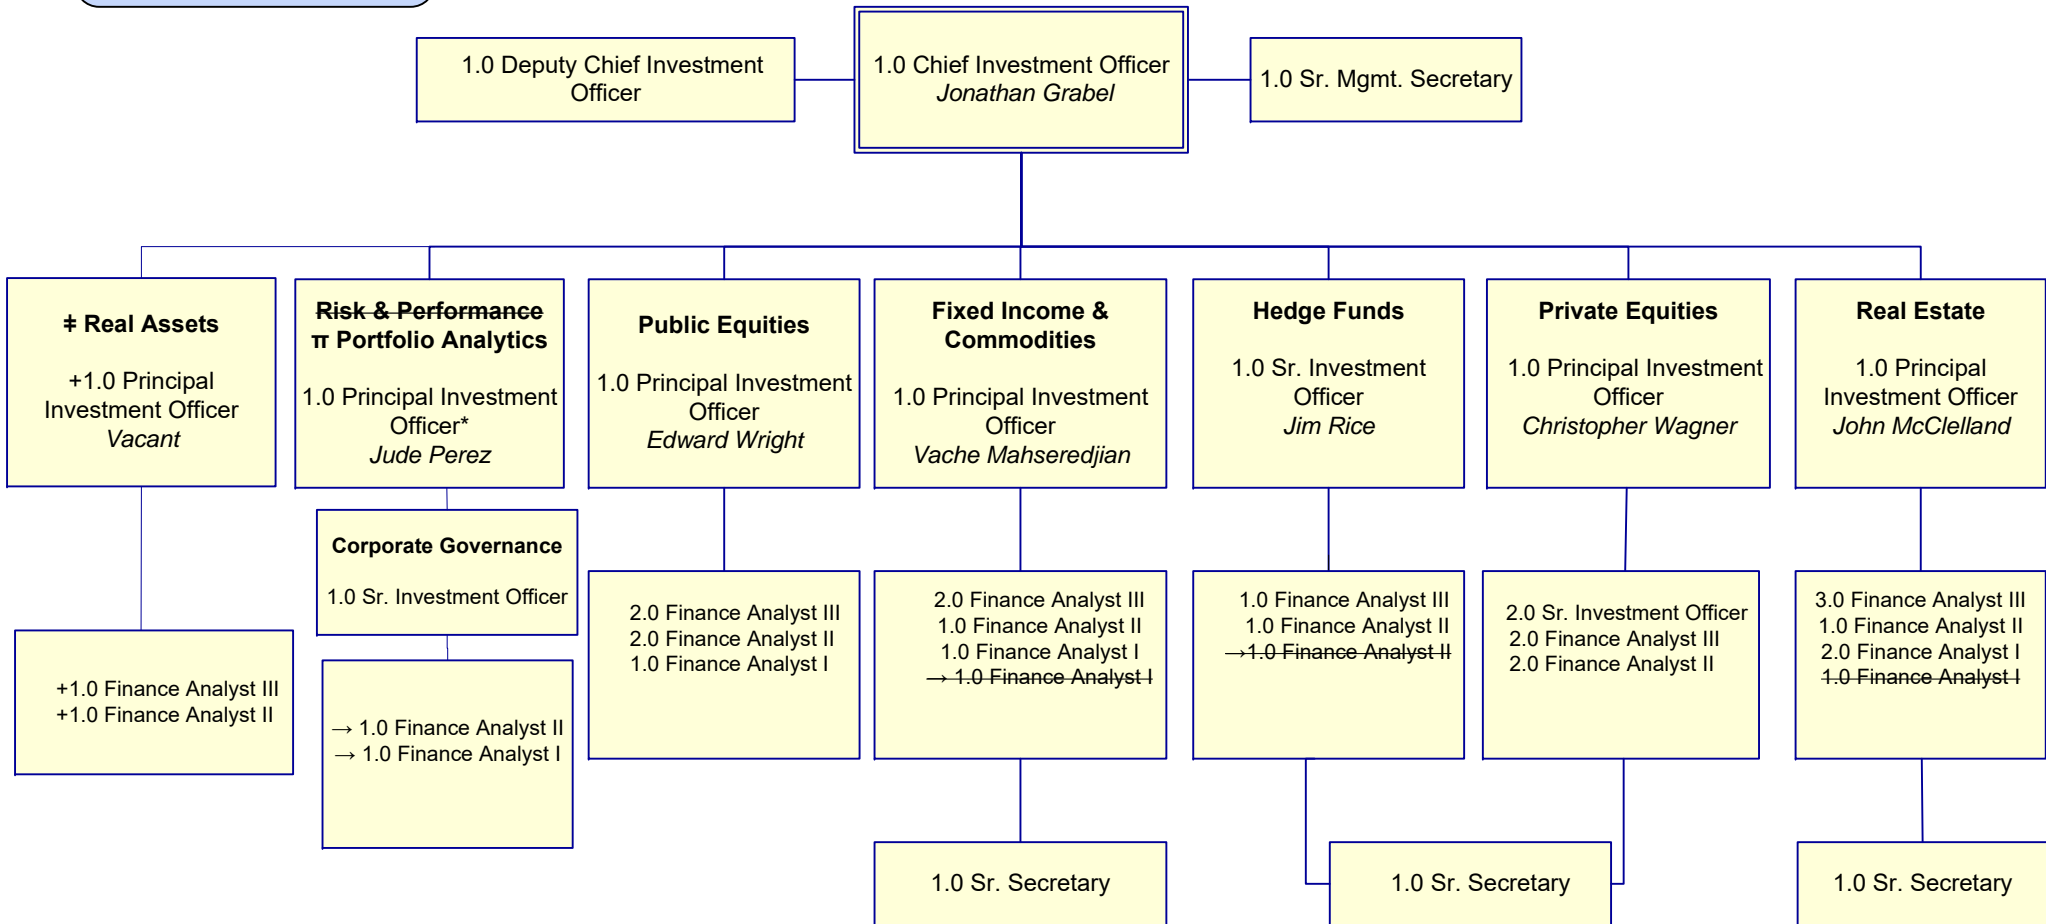 1.0 Deputy Chief Investment
Officer
1.0 Chief Investment Officer
Jonathan Grabel
1.0 Sr. Mgmt. Secretary
ǂ Real Assets
+1.0 Principal
Investment Officer
Vacant
Risk & Performance
π Portfolio Analytics
1.0 Principal Investment
Officer*
Jude Perez
Public Equities
1.0 Principal Investment
Officer
Edward Wright
Fixed Income &
Commodities
1.0 Principal Investment
Officer
Vache Mahseredjian
Hedge Funds
1.0 Sr. Investment
Officer
Jim Rice
Private Equities
1.0 Principal Investment
Officer
Christopher Wagner
Real Estate
1.0 Principal
Investment Officer
John McClelland
Corporate Governance
1.0 Sr. Investment Officer
+1.0 Finance Analyst III
+1.0 Finance Analyst II
→ 1.0 Finance Analyst II
→ 1.0 Finance Analyst I
2.0 Finance Analyst III
2.0 Finance Analyst II
1.0 Finance Analyst I
2.0 Finance Analyst III
1.0 Finance Analyst II
1.0 Finance Analyst I
→ 1.0 Finance Analyst I
1.0 Finance Analyst III
1.0 Finance Analyst II
→1.0 Finance Analyst II
2.0 Sr. Investment Officer
2.0 Finance Analyst III
2.0 Finance Analyst II
3.0 Finance Analyst III
1.0 Finance Analyst II
2.0 Finance Analyst I
1.0 Finance Analyst I
1.0 Sr. Secretary
1.0 Sr. Secretary
1.0 Sr. Secretary